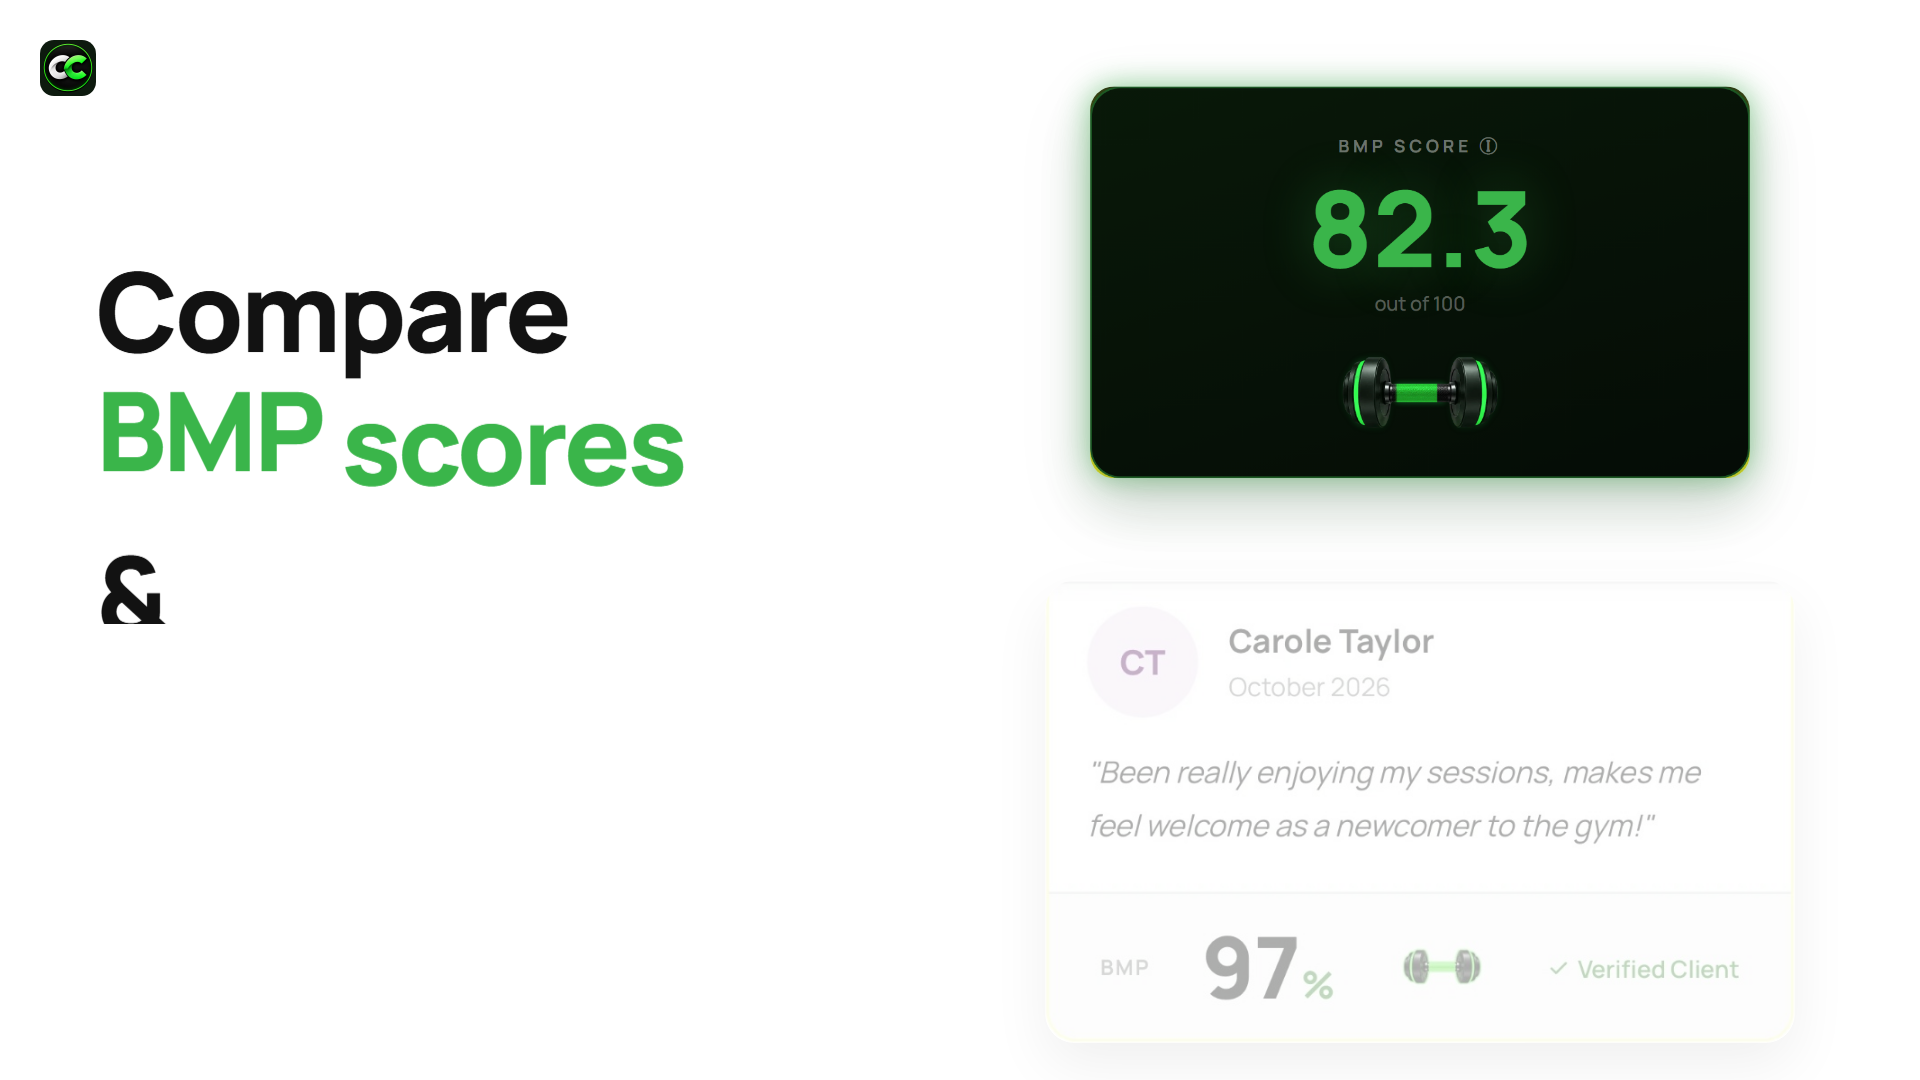 CC
Compare
BMP scores
&
BMP SCORE ⓘ
82.3
out of 100
CT
Carole Taylor
October 2026
"Been really enjoying my sessions, makes me
feel welcome as a newcomer to the gym!"
BMP
97%
✓ Verified Client